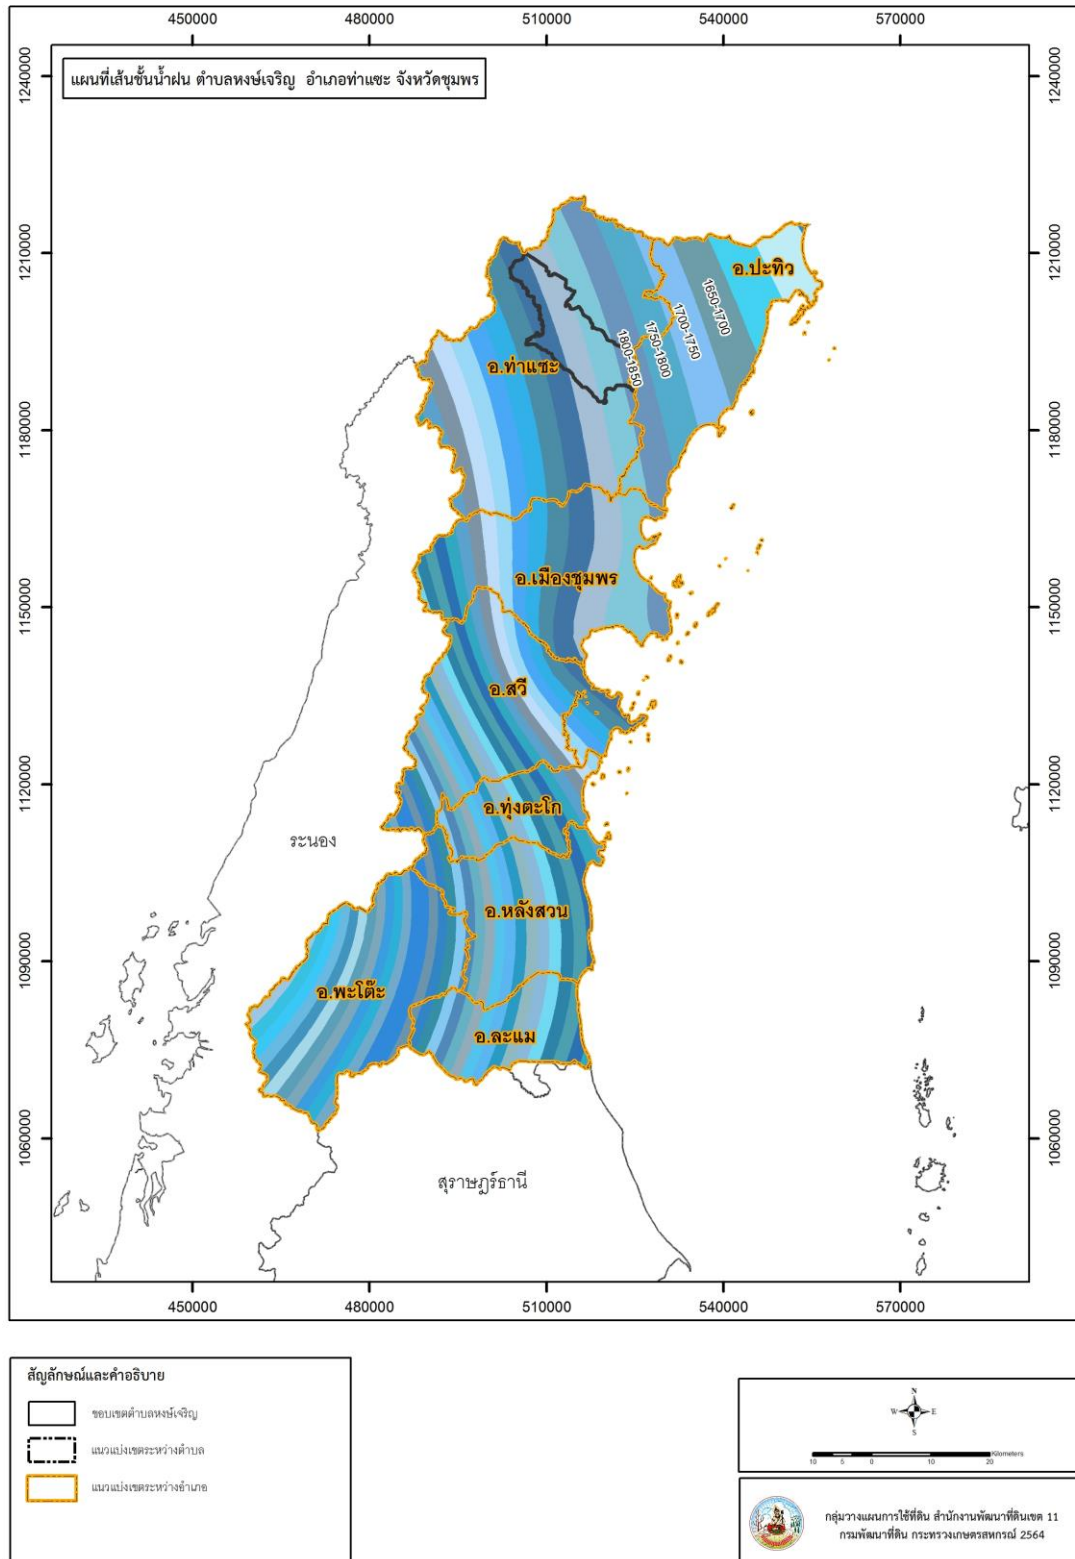 450000 480000 510000 540000 570000
แผนที่เส้นชั้นน้ำฝน ตำบลหงษ์เจริญ อำเภอท่าแซะ จังหวัดชุมพร
1240000 1240000
1210000 1210000
อ.ปะทิว
1650-1700
1700-1750
1750-1800
1800-1850
อ.ท่าแซะ
1180000 1180000
อ.เมืองชุมพร
1150000 1150000
อ.สวี
1120000 1120000
อ.ทุ่งตะโก
ระนอง
อ.หลังสวน
1090000 1090000
อ.พะโต๊ะ
อ.ละแม
1060000 1060000
สุราษฎร์ธานี
450000 480000 510000 540000 570000
สัญลักษณ์และคำอธิบาย
ขอบเขตตำบลหงษ์เจริญ
แนวแบ่งเขตระหว่างตำบล
แนวแบ่งเขตระหว่างอำเภอ
N
W E
S
10 5 0 10 20 Kilometers
กลุ่มวางแผนการใช้ที่ดิน สำนักงานพัฒนาที่ดินเขต 11
กรมพัฒนาที่ดิน กระทรวงเกษตรสหกรณ์ 2564